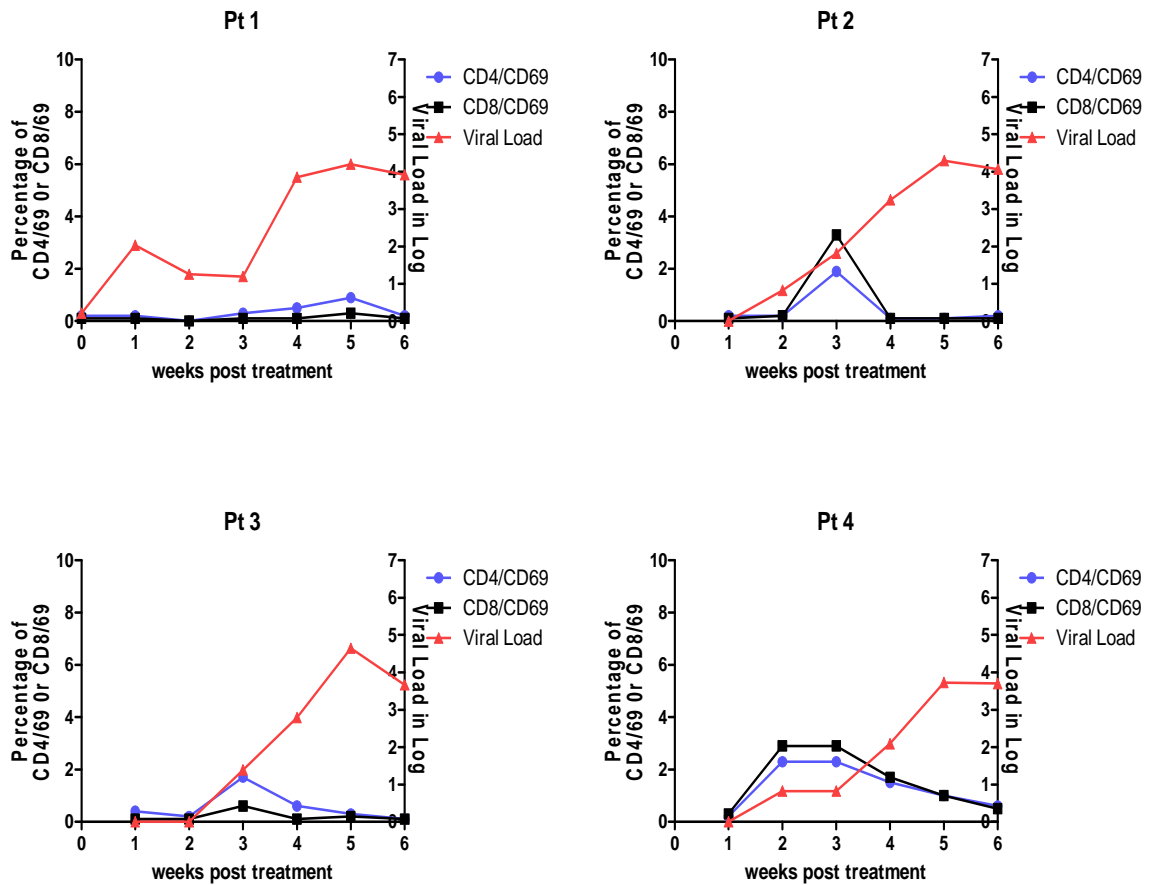 Pt 1
10
8
6
4
2
0
Percentage of
CD4/69 0r CD8/69
7
6
5
4
3
2
1
0
Viral Load in Log
CD4/CD69
CD8/CD69
Viral Load
0 1 2 3 4 5 6
weeks post treatment
Pt 2
10
8
6
4
2
0
Percentage of
CD4/69 0r CD8/69
7
6
5
4
3
2
1
0
Viral Load in Log
CD4/CD69
CD8/CD69
Viral Load
0 1 2 3 4 5 6
weeks post treatment
Pt 3
10
8
6
4
2
0
Percentage of
CD4/69 0r CD8/69
7
6
5
4
3
2
1
0
Viral Load in Log
CD4/CD69
CD8/CD69
Viral Load
0 1 2 3 4 5 6
weeks post treatment
Pt 4
10
8
6
4
2
0
Percentage of
CD4/69 0r CD8/69
7
6
5
4
3
2
1
0
Viral Load in Log
CD4/CD69
CD8/CD69
Viral Load
0 1 2 3 4 5 6
weeks post treatment